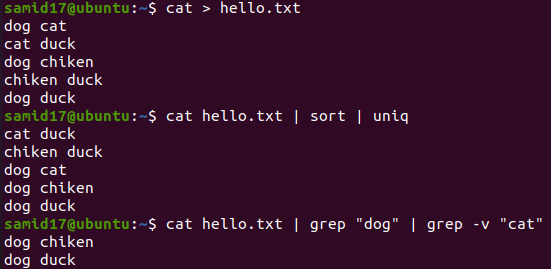 samid17@ubuntu:~$ cat > hello.txt
dog cat
cat duck
dog chiken
chiken duck
dog duck
samid17@ubuntu:~$ cat hello.txt | sort | uniq
cat duck
chiken duck
dog cat
dog chiken
dog duck
samid17@ubuntu:~$ cat hello.txt | grep "dog" | grep -v "cat"
dog chiken
dog duck